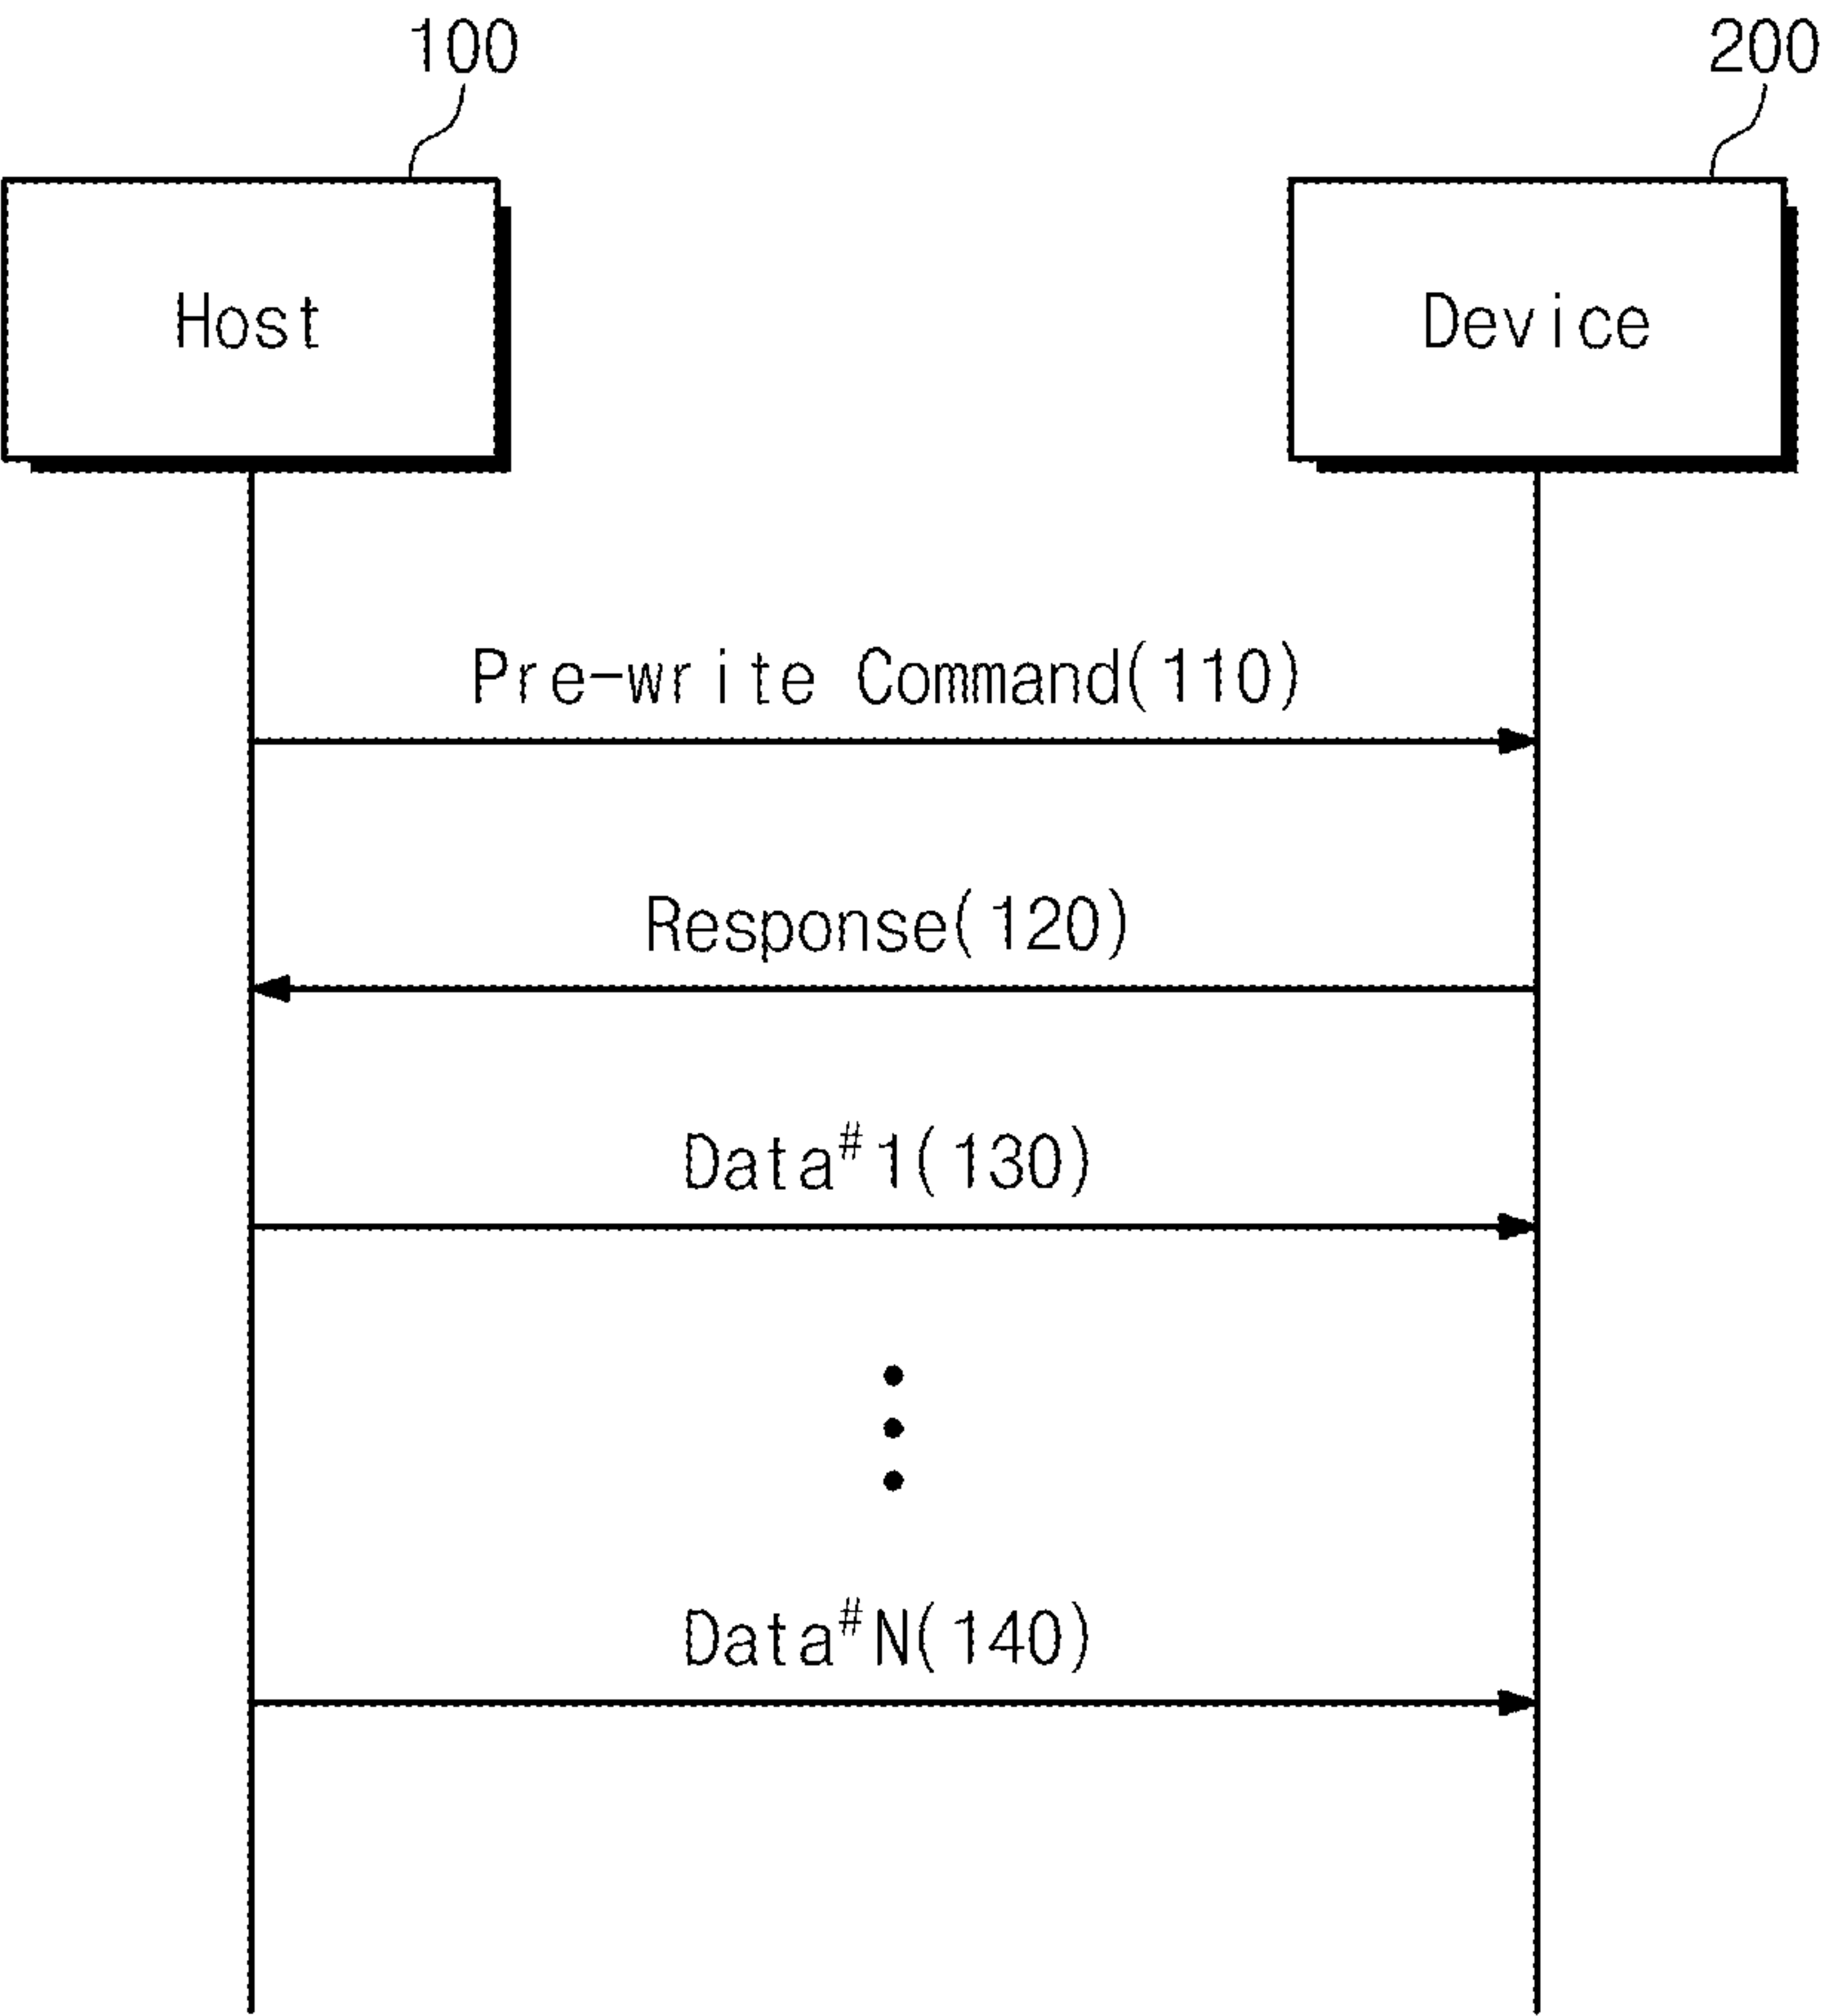 100
200
Host
Device
Pre-write Command(110)
Response(120)
Data#1(130)
Data#N(140)